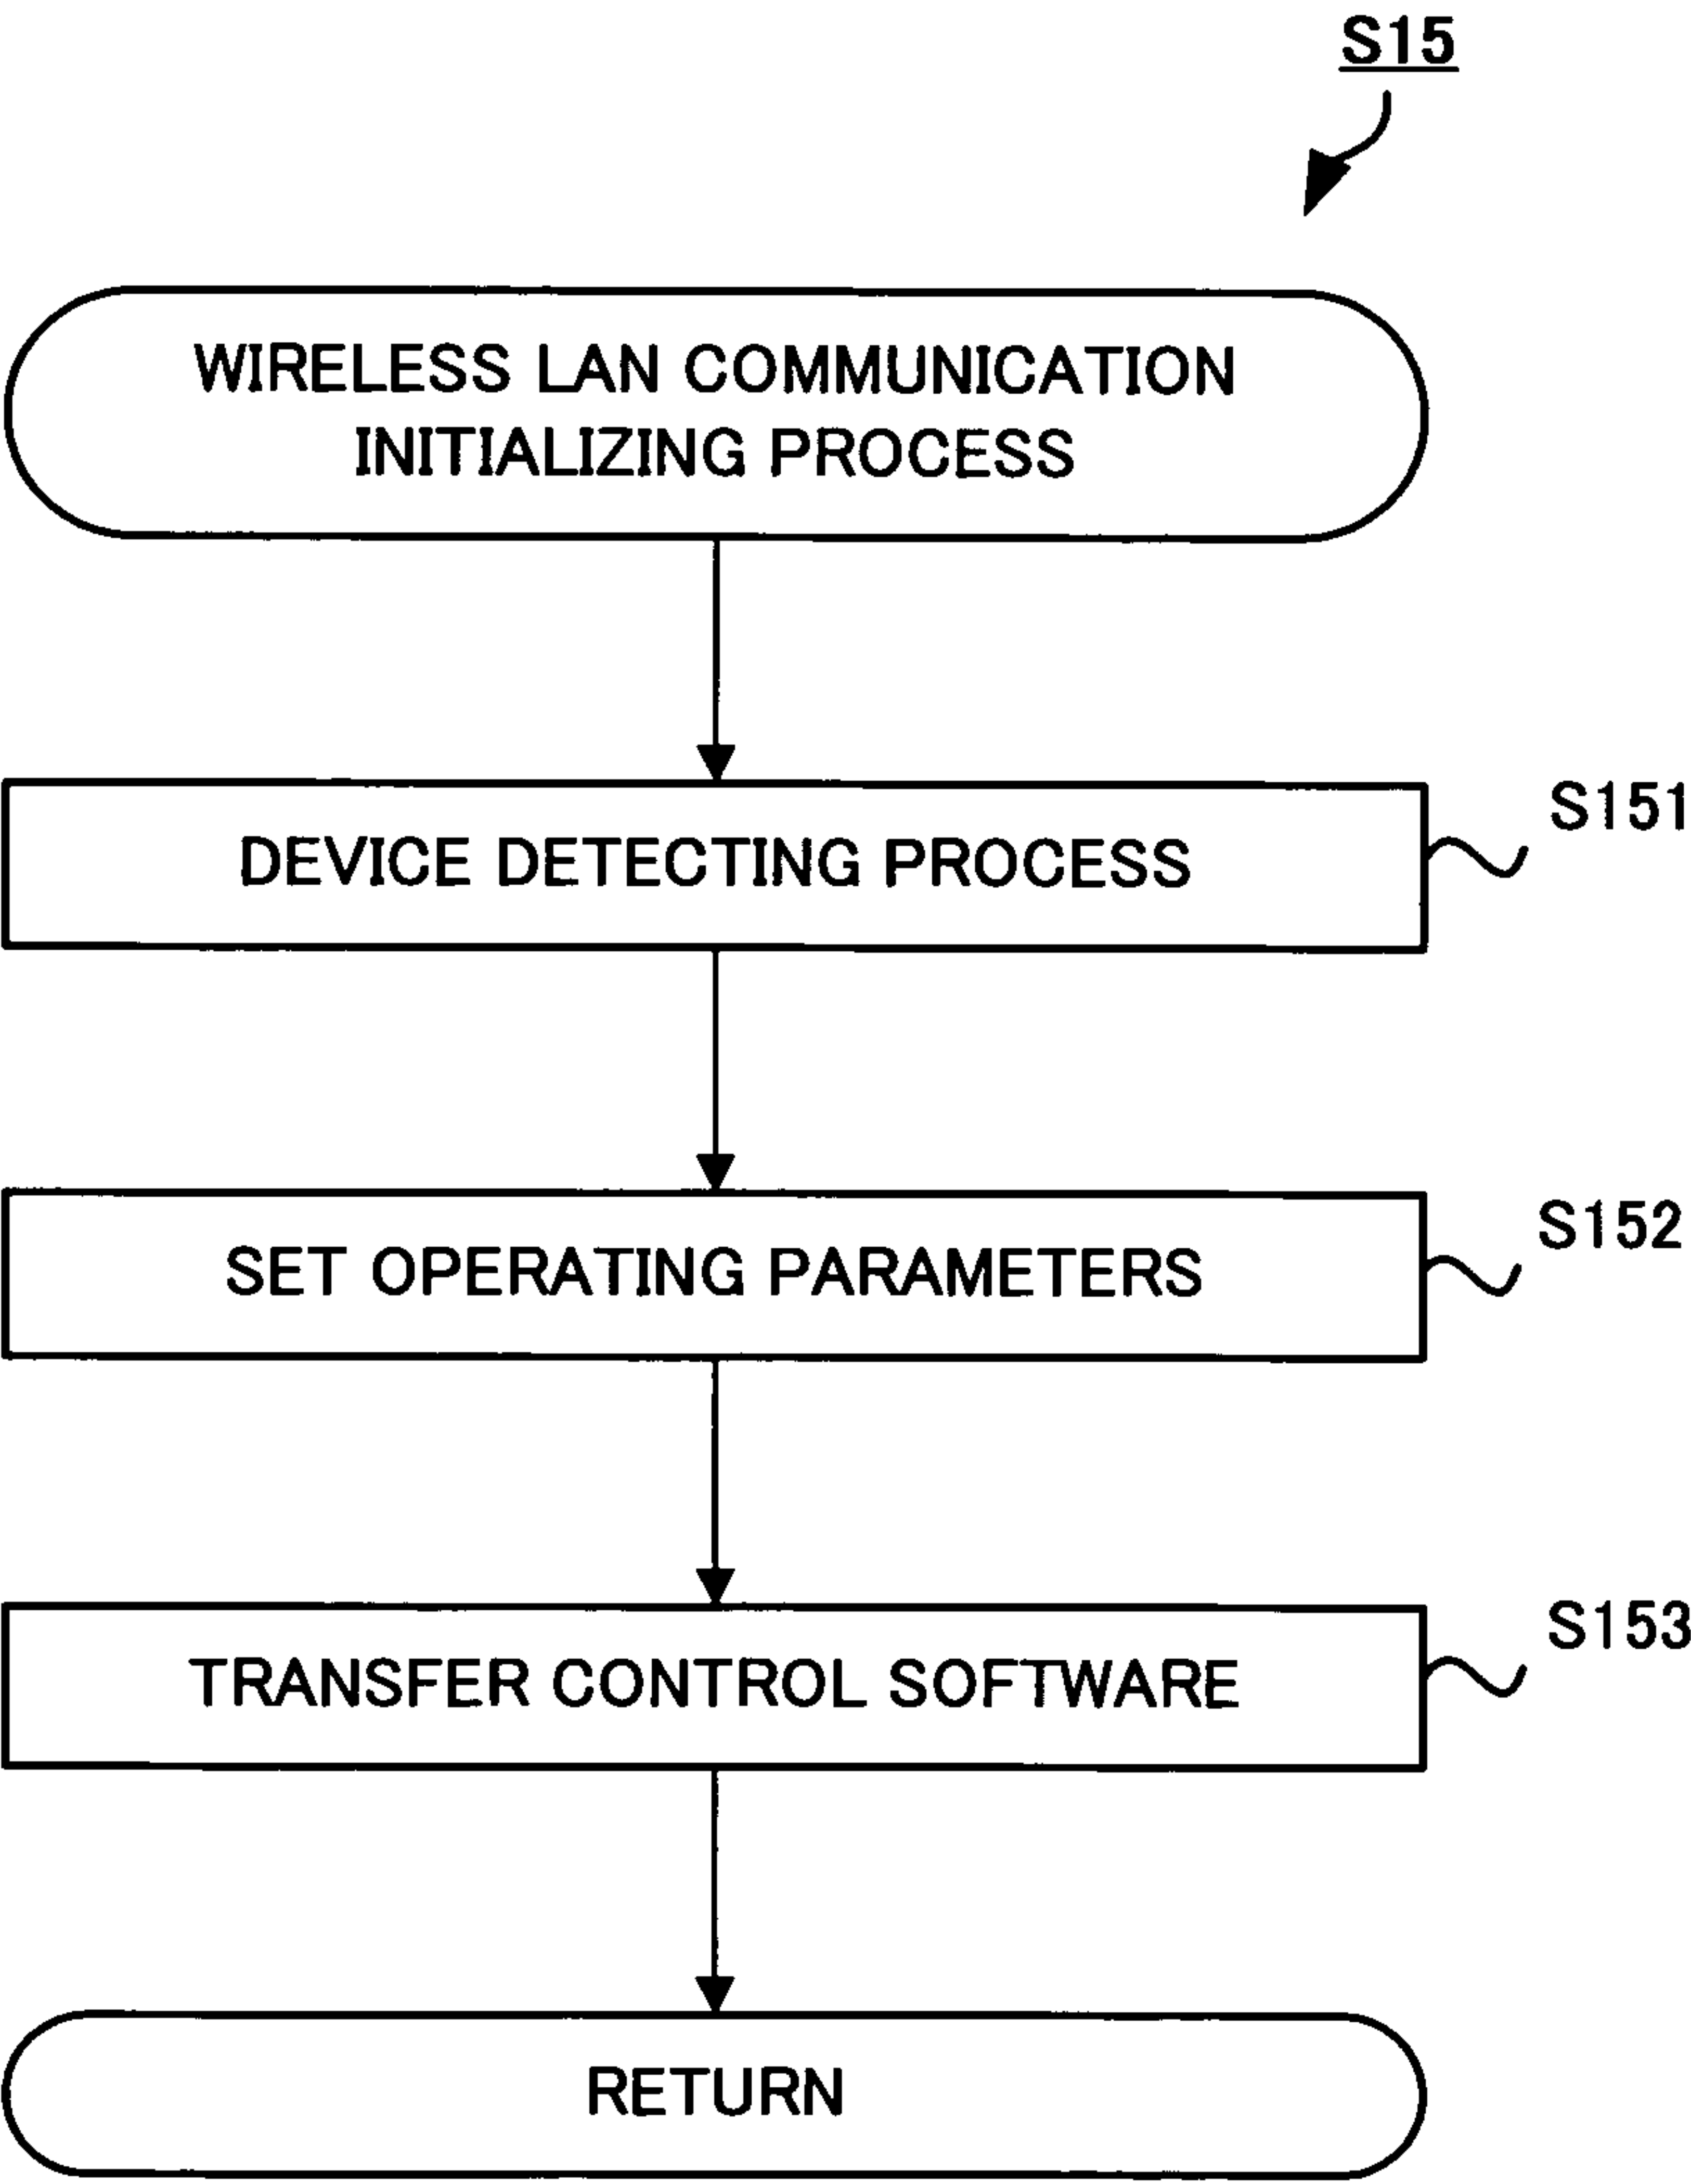 S15
WIRELESS LAN COMMUNICATION
INITIALIZING PROCESS
DEVICE DETECTING PROCESS
S151
SET OPERATING PARAMETERS
S152
TRANSFER CONTROL SOFTWARE
S153
RETURN